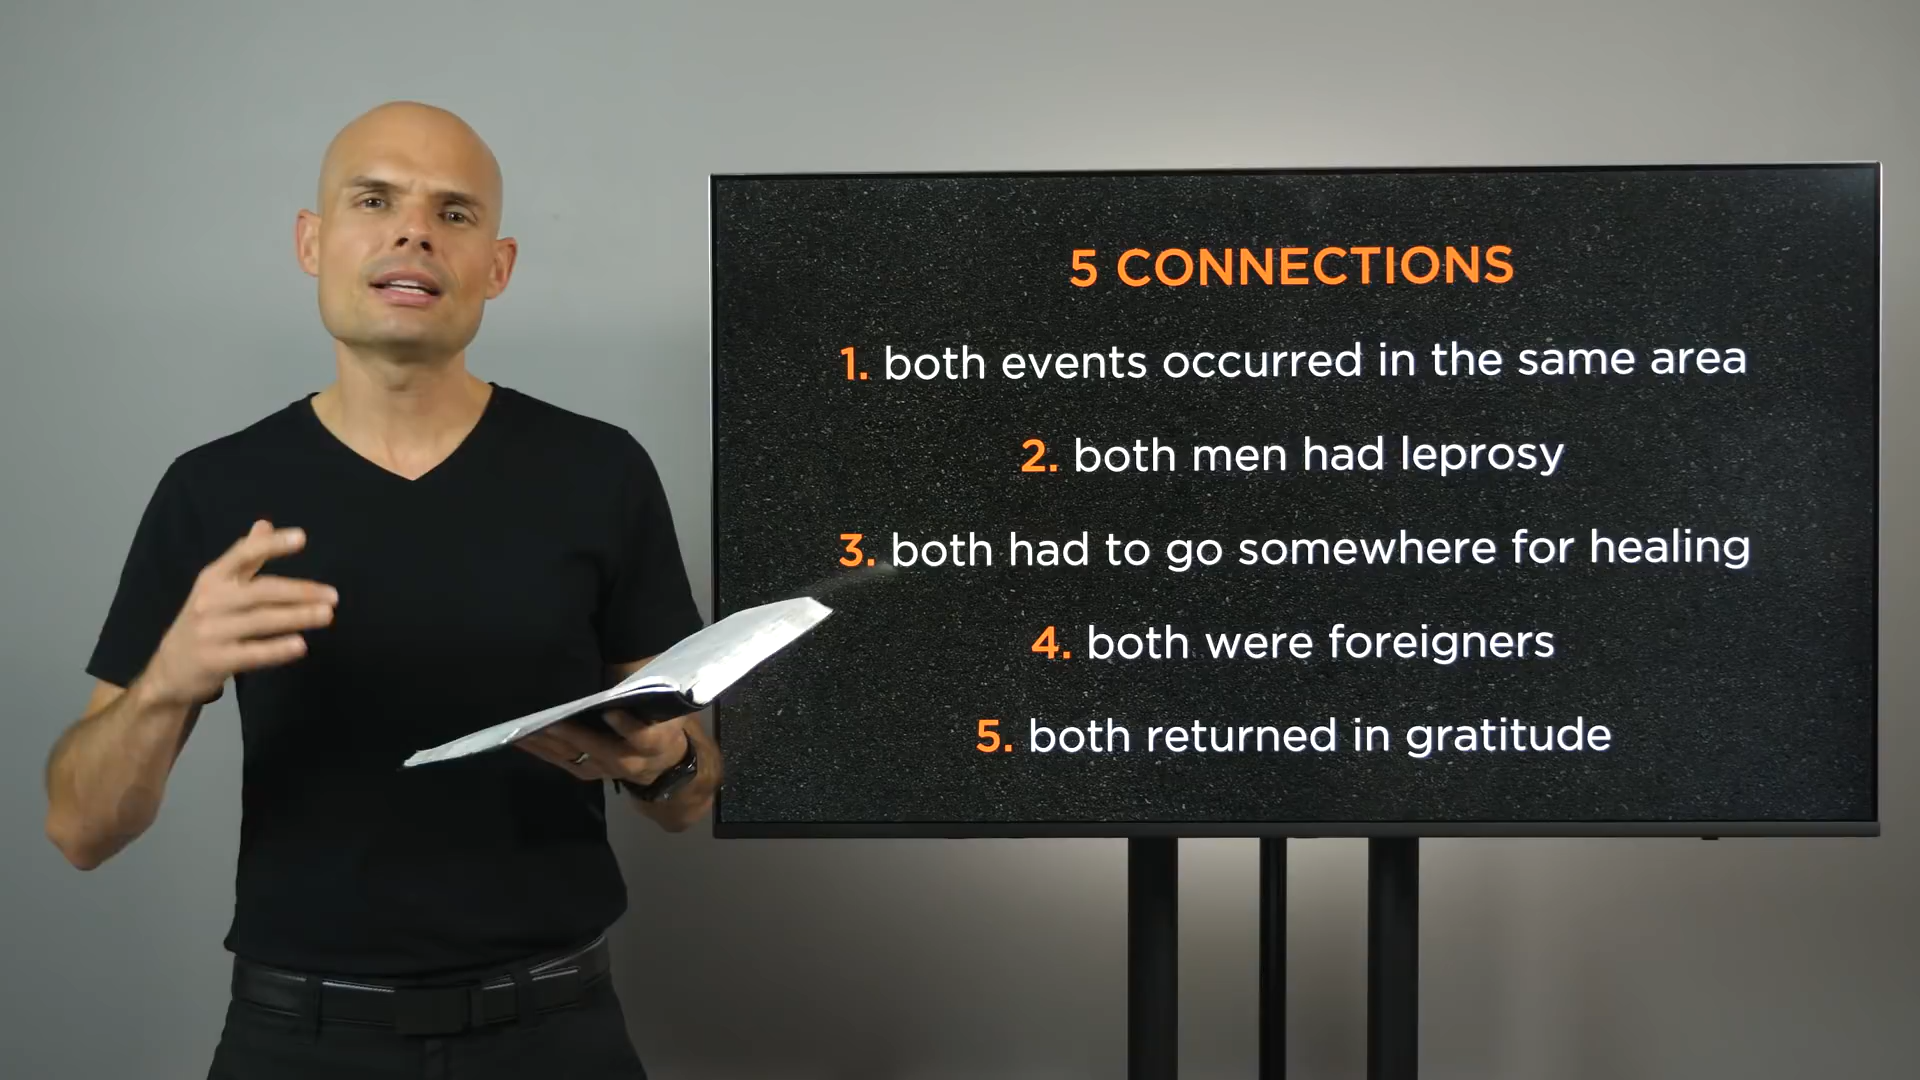 5 CONNECTIONS
1. both events occurred in the same area
2. both men had leprosy
3. both had to go somewhere for healing
4. both were foreigners
5. both returned in gratitude